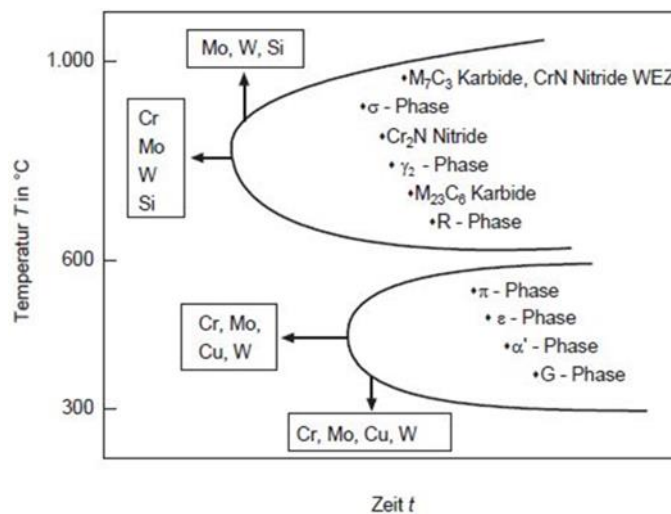 Mo, W, Si
1.000
M₇C₃ Karbide, CrN Nitride WEZ
σ - Phase
Cr
Mo
W
Si
Cr₂N Nitride
γ₂ - Phase
M₂₃C₆ Karbide
R - Phase
Temperatur T in °C
600
π - Phase
Cr, Mo,
Cu, W
ε - Phase
α' - Phase
G - Phase
300
Cr, Mo, Cu, W
Zeit t